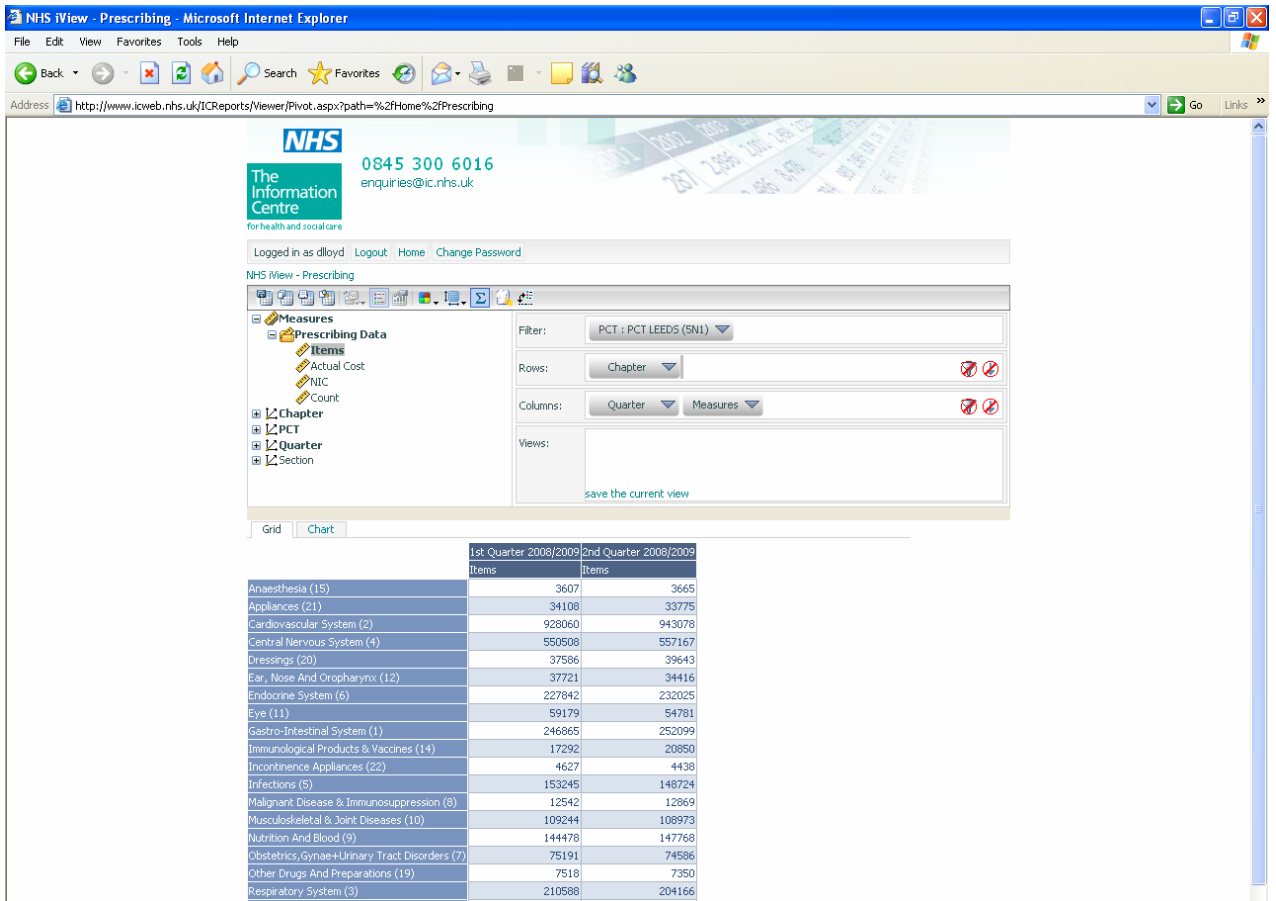 NHS iView - Prescribing - Microsoft Internet Explorer
File Edit View Favorites Tools Help
Back Search Favorites
Address http://www.icweb.nhs.uk/ICReports/Viewer/Pivot.aspx?path=%2fHome%2fPrescribing Go Links »
NHS
The
Information
Centre
for health and social care
0845 300 6016
enquiries@ic.nhs.uk
Logged in as dlloyd Logout Home Change Password
NHS iView - Prescribing
Measures
Prescribing Data
Items
Actual Cost
NIC
Count
Chapter
PCT
Quarter
Section
Filter: PCT : PCT LEEDS (5N1)
Rows: Chapter
Columns: Quarter Measures
Views:
save the current view
Grid Chart
1st Quarter 2008/2009 2nd Quarter 2008/2009
Items Items
Anaesthesia (15) 3607 3665
Appliances (21) 34108 33775
Cardiovascular System (2) 928060 943078
Central Nervous System (4) 550508 557167
Dressings (20) 37586 39643
Ear, Nose And Oropharynx (12) 37721 34416
Endocrine System (6) 227842 232025
Eye (11) 59179 54781
Gastro-Intestinal System (1) 246865 252099
Immunological Products & Vaccines (14) 17292 20850
Incontinence Appliances (22) 4627 4438
Infections (5) 153245 148724
Malignant Disease & Immunosuppression (8) 12542 12869
Musculoskeletal & Joint Diseases (10) 109244 108973
Nutrition And Blood (9) 144478 147768
Obstetrics,Gynae+Urinary Tract Disorders (7) 75191 74586
Other Drugs And Preparations (19) 7518 7350
Respiratory System (3) 210588 204166